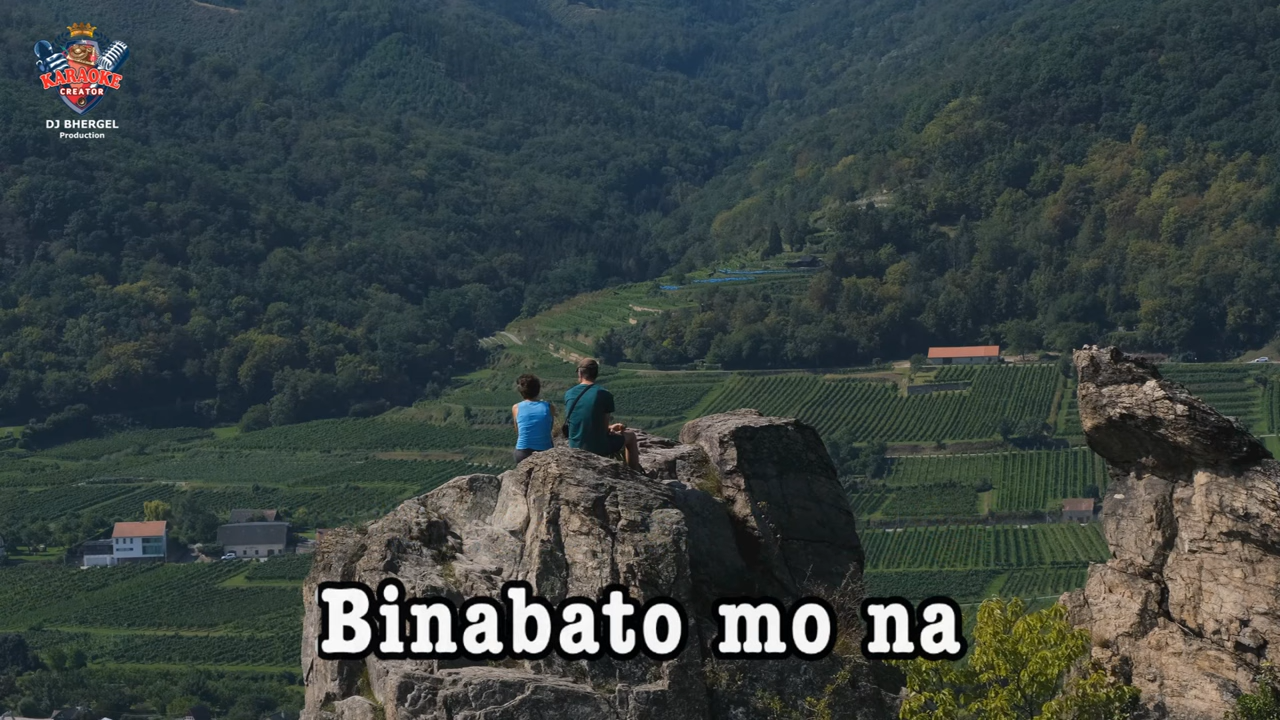 KARAOKE
CREATOR
DJ BHERGEL
Production
Binabato mo na